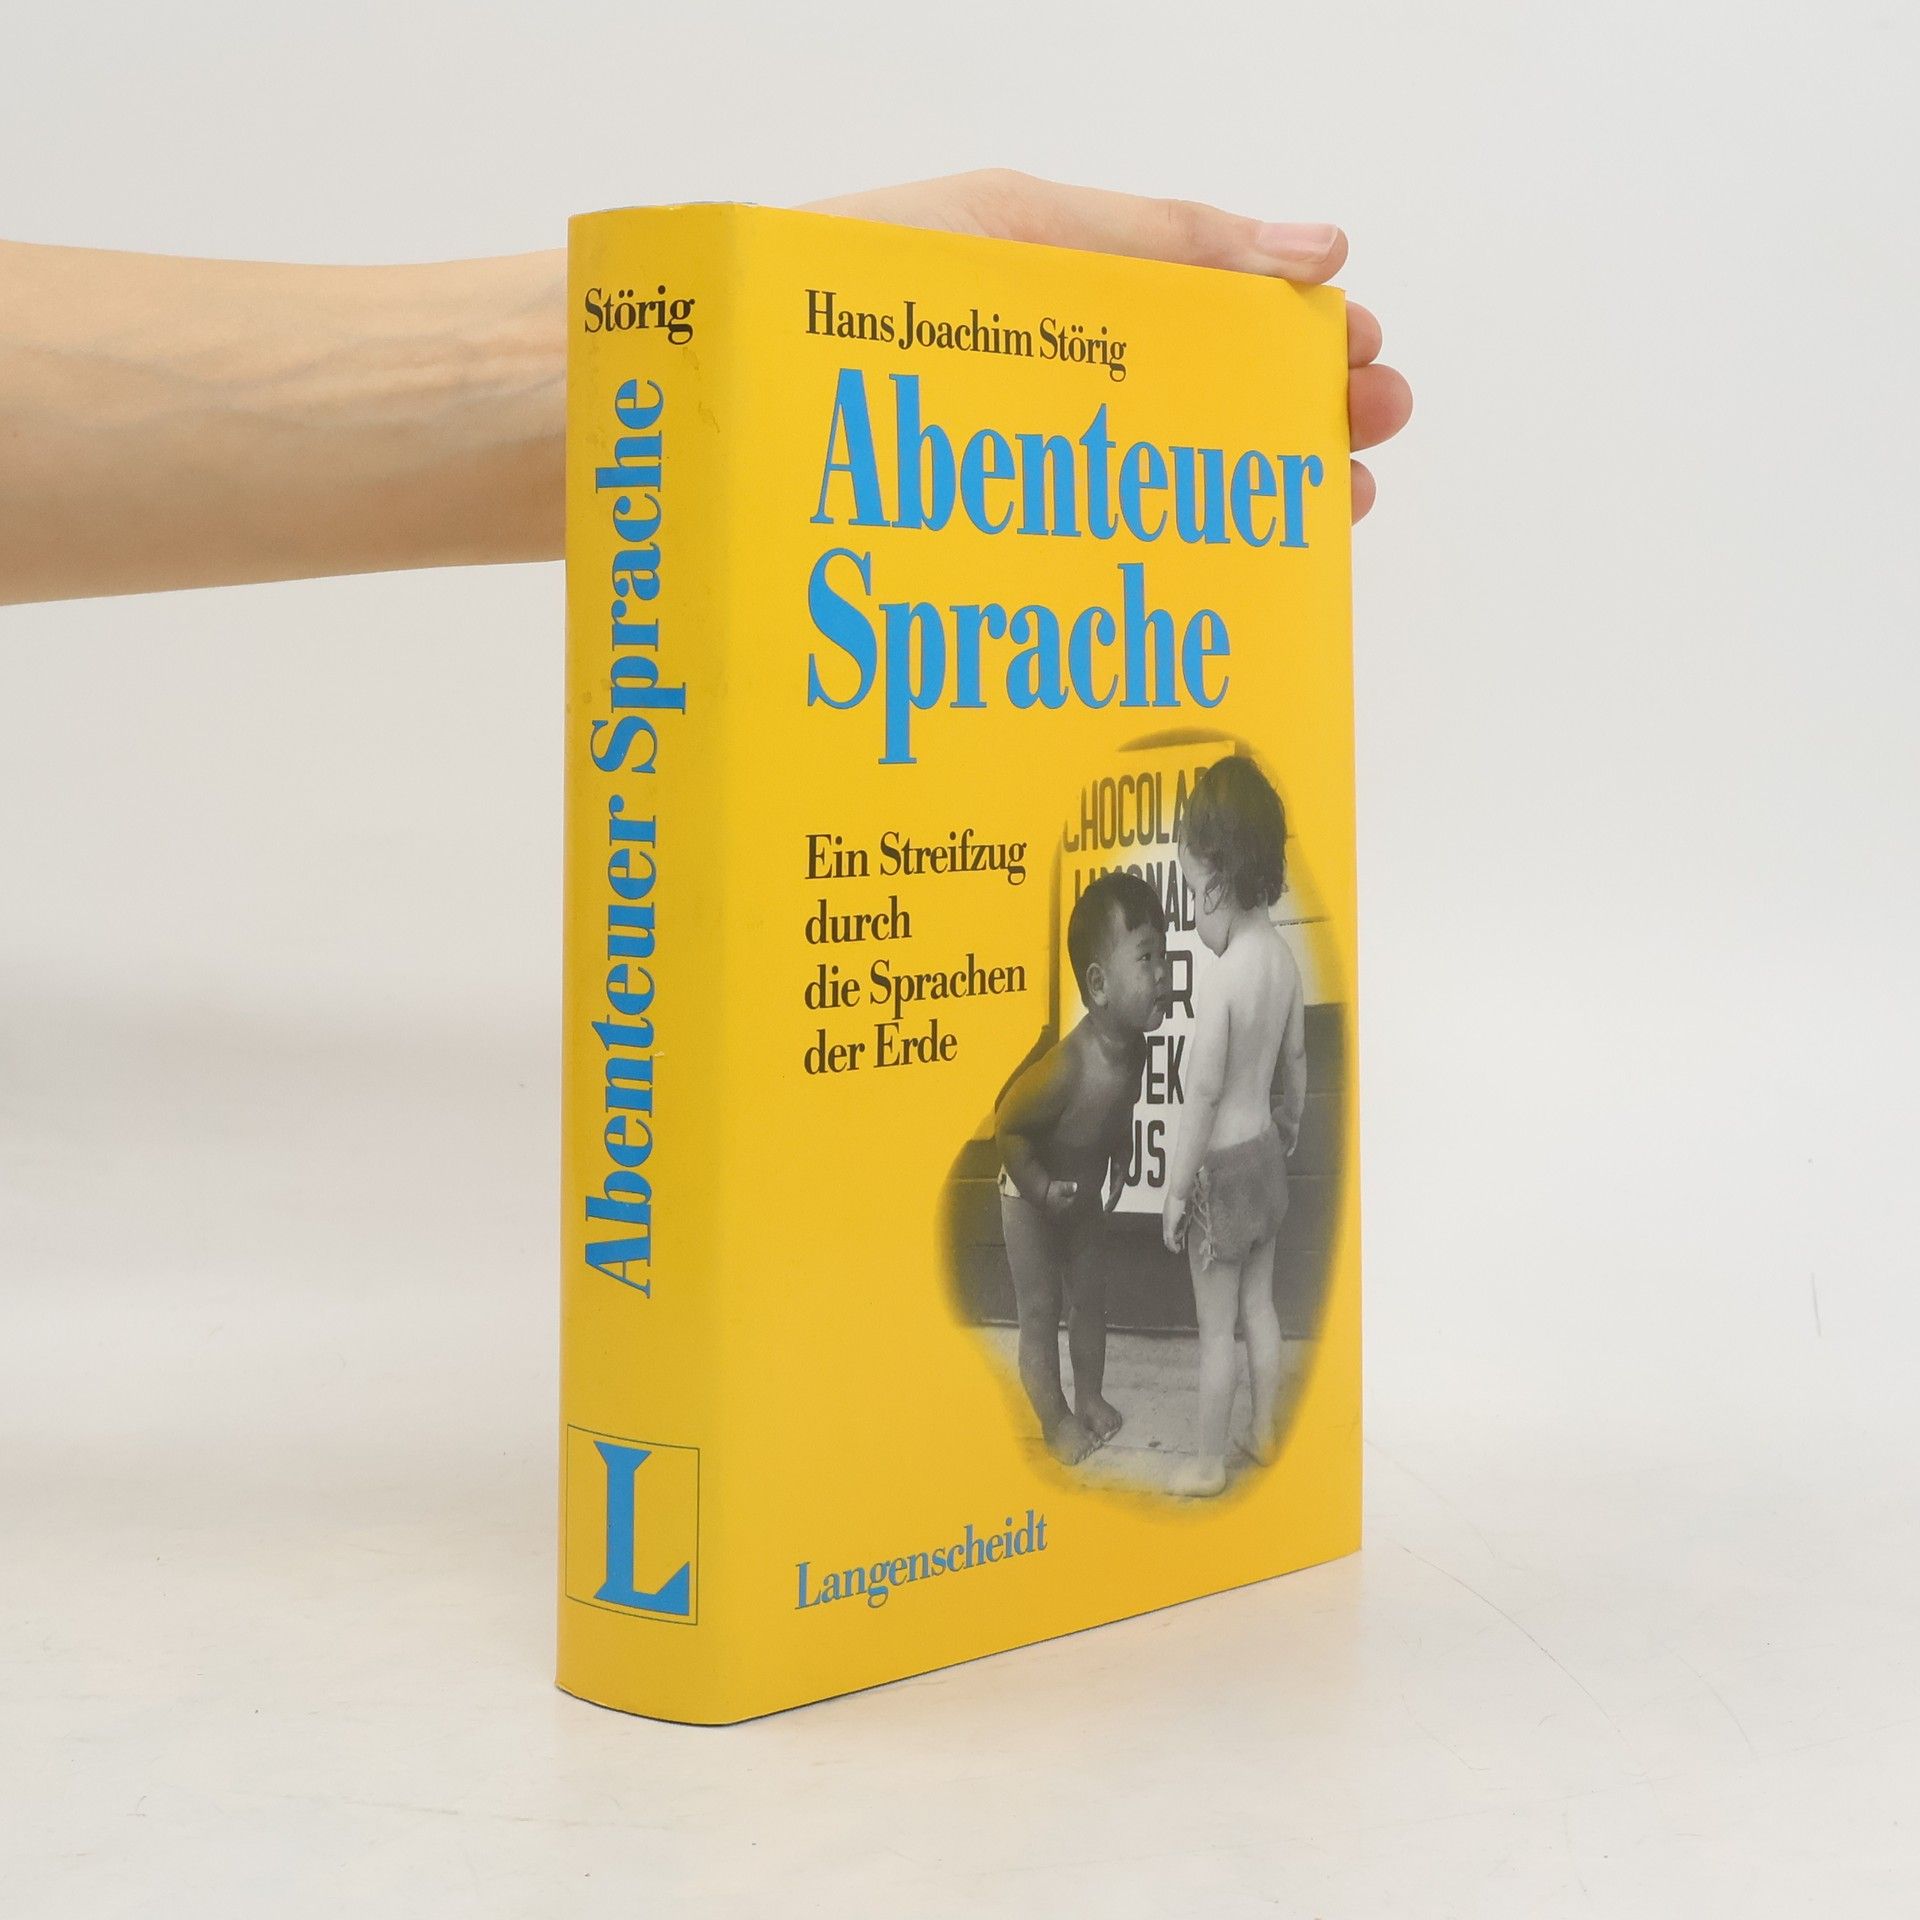 Störig
Abenteuer Sprache
L
Hans Joachim Störig
Abenteuer
Sprache
Ein Streifzug
durch
die Sprachen
der Erde
Langenscheidt